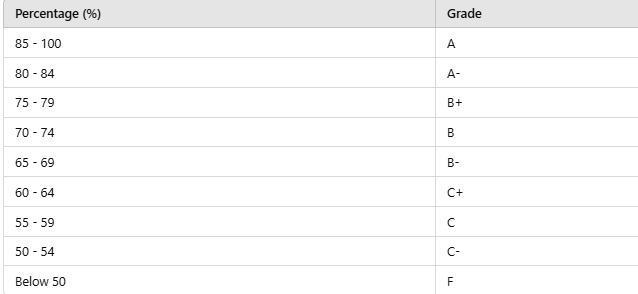 Percentage (%) Grade
85 - 100 A
80 - 84 A-
75 - 79 B+
70 - 74 B
65 - 69 B-
60 - 64 C+
55 - 59 C
50 - 54 C-
Below 50 F